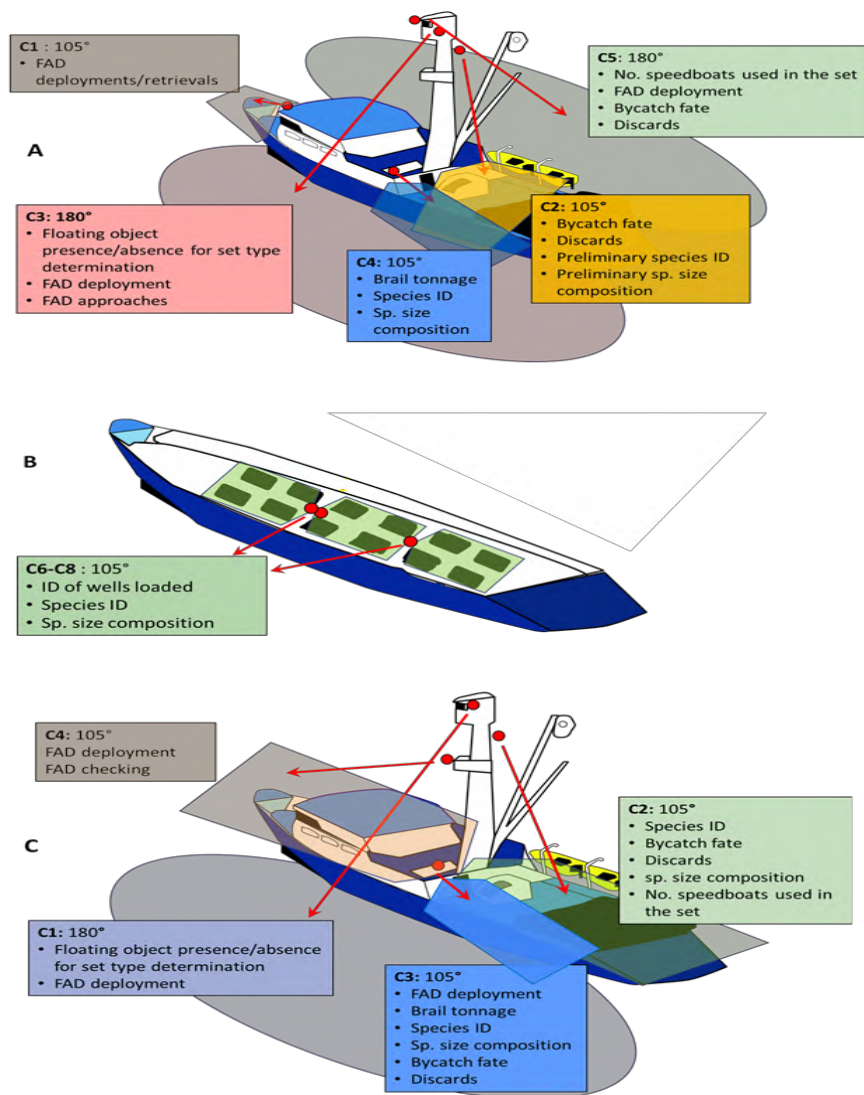 C1 : 105°
• FAD
deployments/retrievals
C5: 180°
• No. speedboats used in the set
• FAD deployment
• Bycatch fate
• Discards
A
C3: 180°
• Floating object
presence/absence for set type
determination
• FAD deployment
• FAD approaches
C4: 105°
• Brail tonnage
• Species ID
• Sp. size
composition
C2: 105°
• Bycatch fate
• Discards
• Preliminary species ID
• Preliminary sp. size
composition
B
C6-C8 : 105°
• ID of wells loaded
• Species ID
• Sp. size composition
C4: 105°
FAD deployment
FAD checking
C
C2: 105°
• Species ID
• Bycatch fate
• Discards
• sp. size composition
• No. speedboats used in
the set
C1: 180°
• Floating object presence/absence
for set type determination
• FAD deployment
C3: 105°
• FAD deployment
• Brail tonnage
• Species ID
• Sp. size composition
• Bycatch fate
• Discards